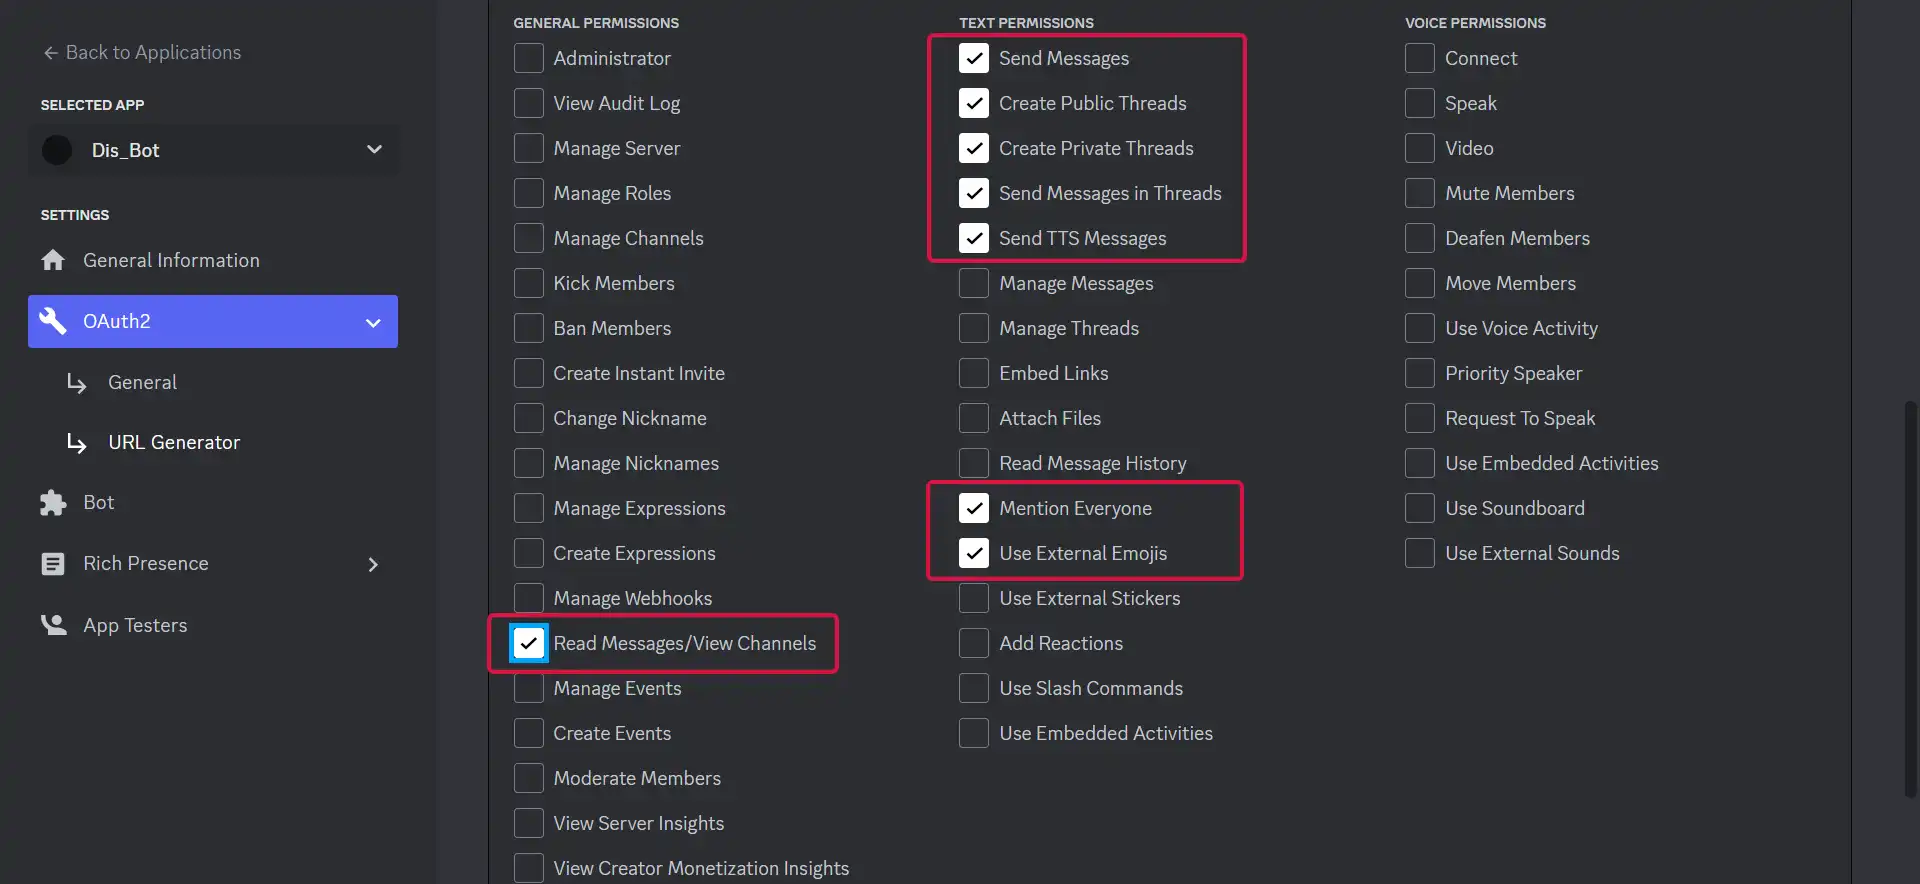 ← Back to Applications
SELECTED APP
Dis_Bot
SETTINGS
General Information
OAuth2
General
URL Generator
Bot
Rich Presence
App Testers
GENERAL PERMISSIONS
Administrator
View Audit Log
Manage Server
Manage Roles
Manage Channels
Kick Members
Ban Members
Create Instant Invite
Change Nickname
Manage Nicknames
Manage Expressions
Create Expressions
Manage Webhooks
Read Messages/View Channels
Manage Events
Create Events
Moderate Members
View Server Insights
View Creator Monetization Insights
TEXT PERMISSIONS
Send Messages
Create Public Threads
Create Private Threads
Send Messages in Threads
Send TTS Messages
Manage Messages
Manage Threads
Embed Links
Attach Files
Read Message History
Mention Everyone
Use External Emojis
Use External Stickers
Add Reactions
Use Slash Commands
Use Embedded Activities
VOICE PERMISSIONS
Connect
Speak
Video
Mute Members
Deafen Members
Move Members
Use Voice Activity
Priority Speaker
Request To Speak
Use Embedded Activities
Use Soundboard
Use External Sounds